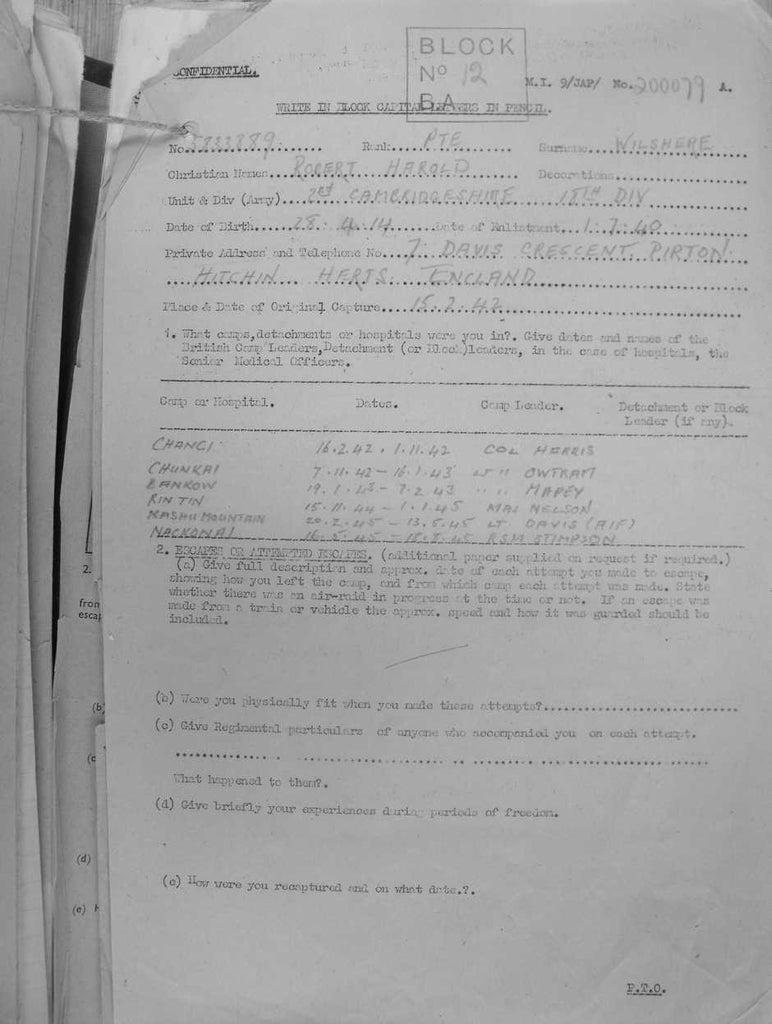 CONFIDENTIAL.
BLOCK
No 12
BA
M.I. 9/JAP/ No. 200079 A.
WRITE IN BLOCK CAPITAL LETTERS IN PENCIL.
No. 5833889 Rank. PTE Surname. WILSHERE
Christian Names. ROBERT HAROLD Decorations.
Unit & Div (Army). CAMBRIDGESHIRE 18TH DIV
Date of Birth. 28. 4. 14 Date of Enlistment. 1. 7. 40
Private Address and Telephone No. 7 DAVIS CRESCENT PIRTON
HITCHIN HERTS. ENGLAND
Place & Date of Original Capture. 15. 2. 42
1. What camps, detachments or hospitals were you in?. Give dates and names of the
British Camp Leaders, Detachment (or Block) leaders, in the case of hospitals, the
Senior Medical Officers.
Camp or Hospital. Dates. Camp Leader. Detachment or Block
Leader (if any).
CHANGI 16.2.42 . 1.11.42 COL HERRIS
CHUNKAI 7.11.42 - 16.1.43 LT " OWTRAM
BANKOW 19.1.43 - 7.2.43 " " MAPEY
KIN TIN 15.11.44 - 1.1.45 MAJ NELSON
KASHU MOUNTAIN 20.2.45 - 13.5.45 LT DAVIS (AIF)
NACKONAI 16.5.45 - 45 RSM STIMPSON
2. ESCAPES OR ATTEMPTED ESCAPES. (additional paper supplied on request if required.)
(a) Give full description and approx. date of each attempt you made to escape,
showing how you left the camp, and from which camp each attempt was made. State
whether there was an air-raid in progress at the time or not. If an escape was
made from a train or vehicle the approx. speed and how it was guarded should be
included.
(b) Were you physically fit when you made these attempts?
(c) Give Regimental particulars of anyone who accompanied you on each attempt.
What happened to them?.
(d) Give briefly your experiences during periods of freedom.
(e) How were you recaptured and on what date.?.
P.T.O.
2.
from
escap
(b
(c
(d)
(e) H